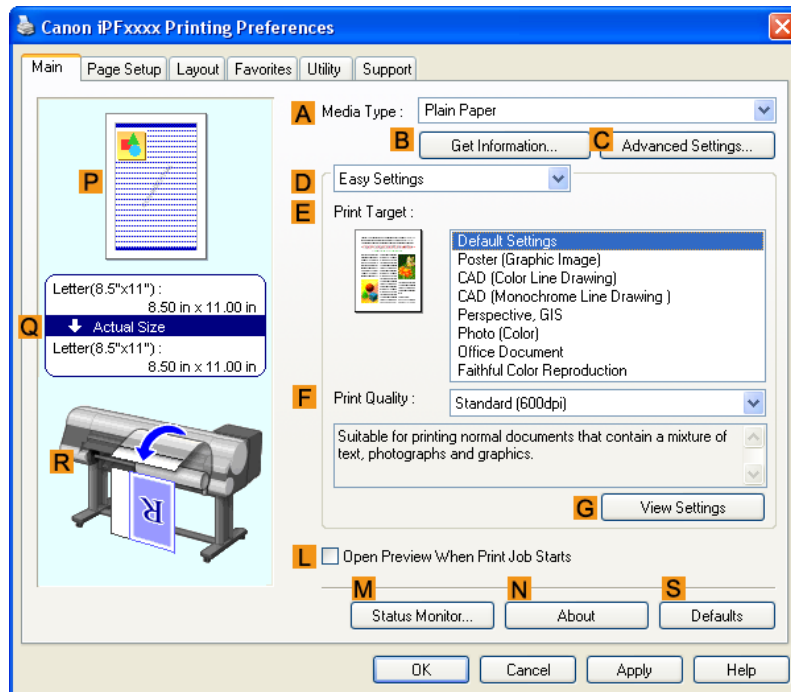 Canon iPFxxxx Printing Preferences
Main Page Setup Layout Favorites Utility Support
A Media Type : Plain Paper
B Get Information... C Advanced Settings...
P
D Easy Settings
E Print Target :
Default Settings
Poster (Graphic Image)
CAD (Color Line Drawing)
CAD (Monochrome Line Drawing )
Perspective, GIS
Photo (Color)
Office Document
Faithful Color Reproduction
Letter(8.5"x11") :
8.50 in x 11.00 in
Q Actual Size
Letter(8.5"x11") :
8.50 in x 11.00 in
F Print Quality : Standard (600dpi)
Suitable for printing normal documents that contain a mixture of
text, photographs and graphics.
R
R
G View Settings
L Open Preview When Print Job Starts
M N S
Status Monitor... About Defaults
OK Cancel Apply Help